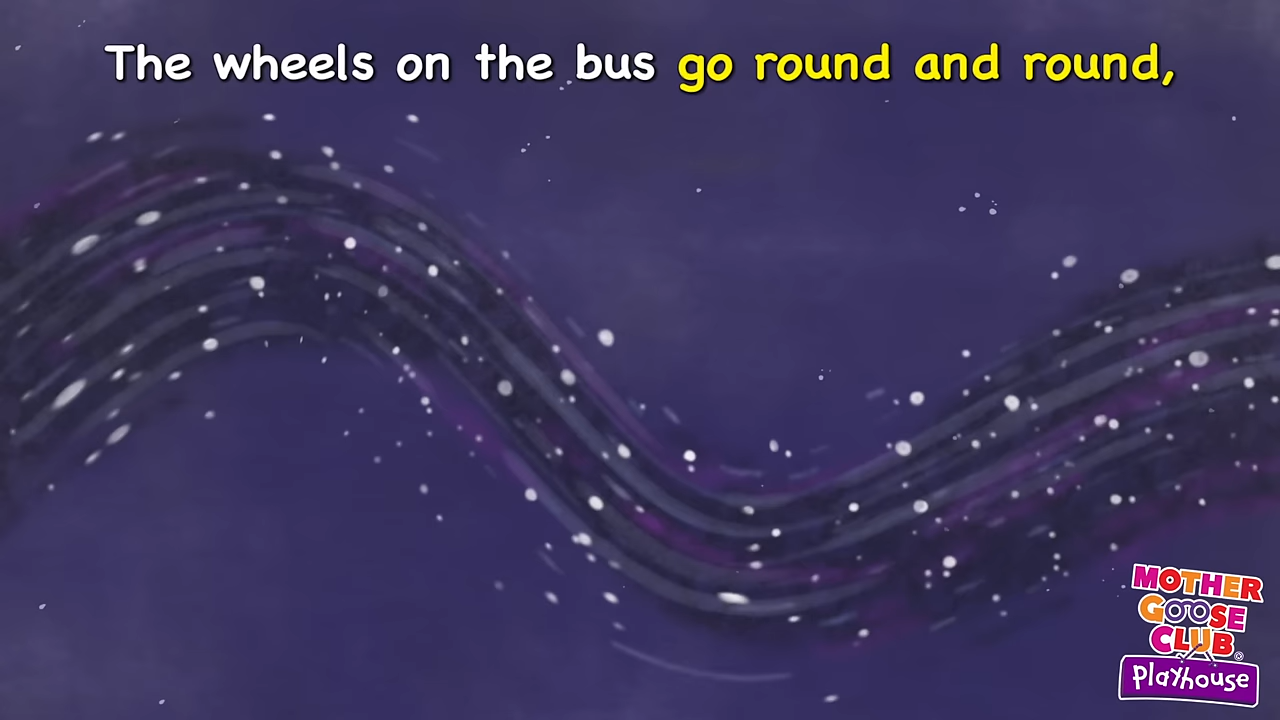 The wheels on the bus go round and round,
MOTHER
GOOSE
CLUB
Playhouse